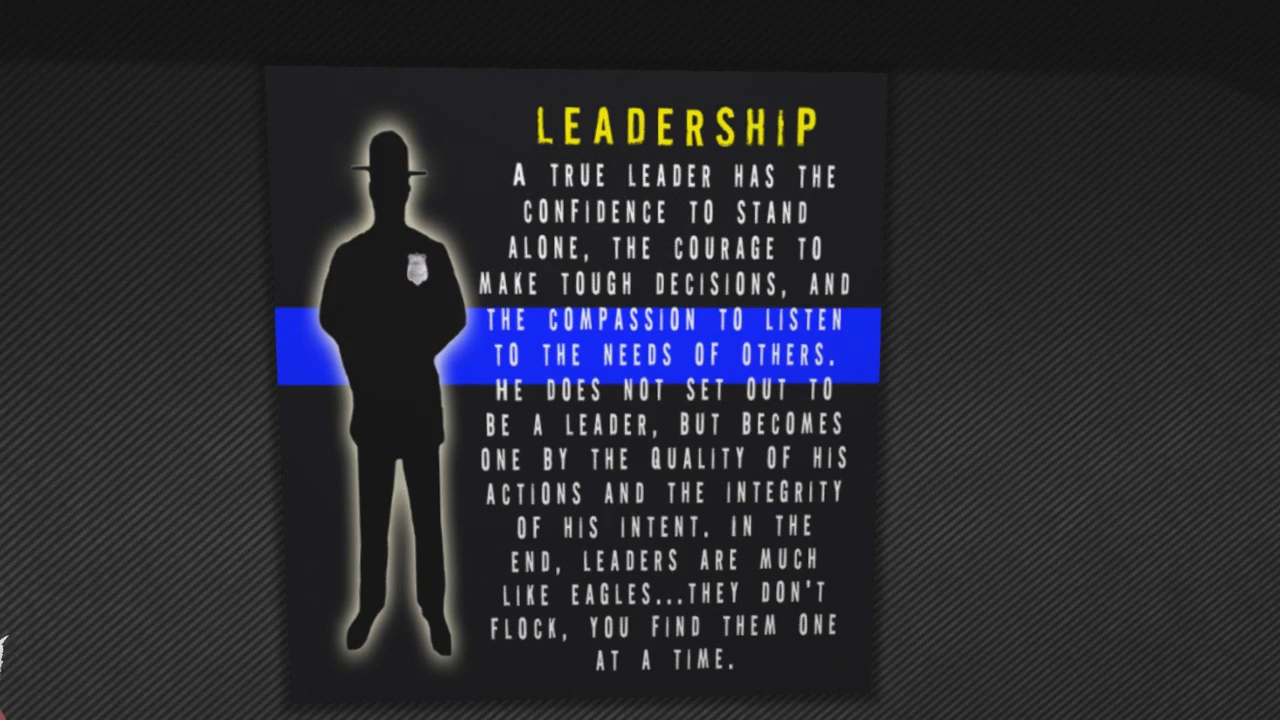 LEADERSHIP
A TRUE LEADER HAS THE
CONFIDENCE TO STAND
ALONE, THE COURAGE TO
MAKE TOUGH DECISIONS, AND
THE COMPASSION TO LISTEN
TO THE NEEDS OF OTHERS.
HE DOES NOT SET OUT TO
BE A LEADER, BUT BECOMES
ONE BY THE QUALITY OF HIS
ACTIONS AND THE INTEGRITY
OF HIS INTENT. IN THE
END, LEADERS ARE MUCH
LIKE EAGLES...THEY DON'T
FLOCK, YOU FIND THEM ONE
AT A TIME.